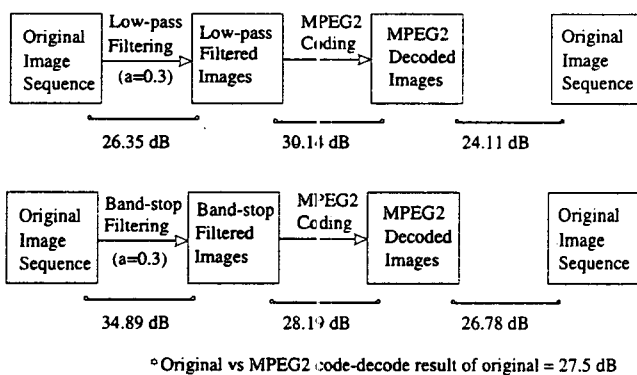 Original
Image
Sequence
Low-pass
Filtering
(a=0.3)
Low-pass
Filtered
Images
MPEG2
Coding
MPEG2
Decoded
Images
Original
Image
Sequence
26.35 dB
30.14 dB
24.11 dB
Original
Image
Sequence
Band-stop
Filtering
(a=0.3)
Band-stop
Filtered
Images
MPEG2
Coding
MPEG2
Decoded
Images
Original
Image
Sequence
34.89 dB
28.19 dB
26.78 dB
° Original vs MPEG2 code-decode result of original = 27.5 dB